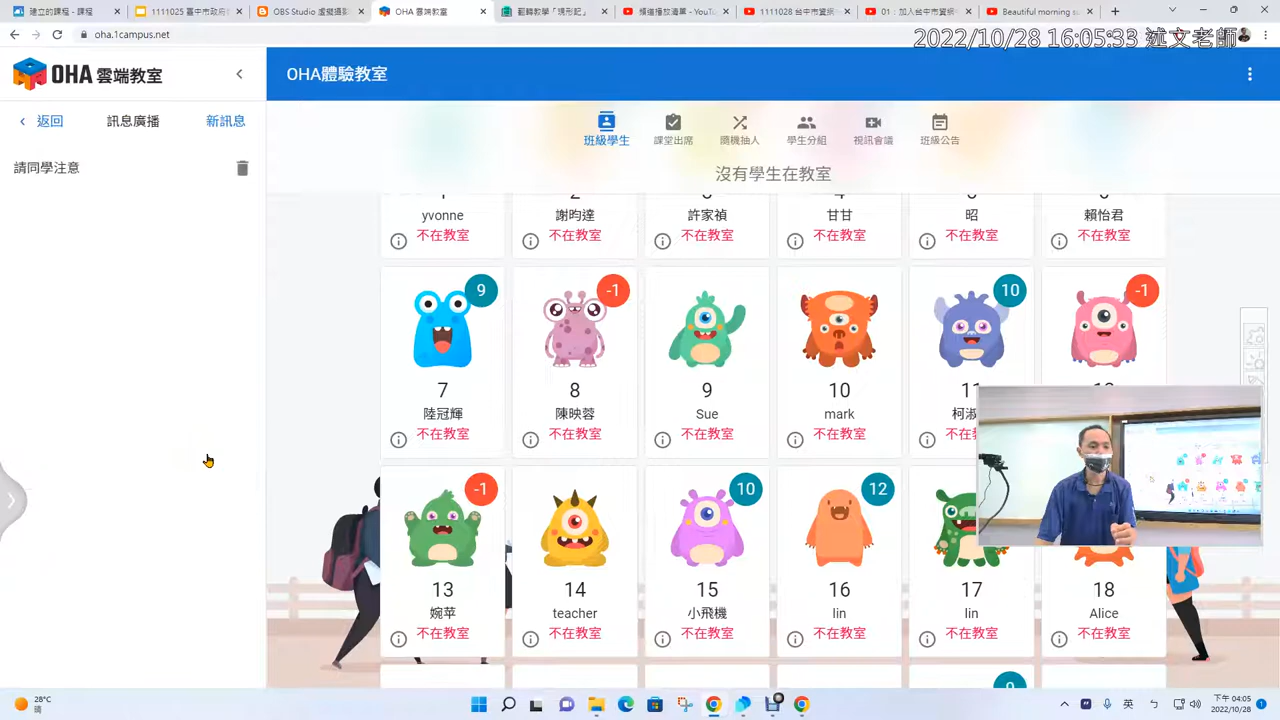 建立的課程 - 課程
1111025 臺中市政府
OBS Studio 虛擬攝影
OHA 雲端教室
翻轉教學「塊形記」
頻道播放清單 - YouTu
1111028 台中市資網
01 : 加入台中市資網
Beautiful morning s
oha.1campus.net
2022/10/28 16:05:33 述文老師
OHA 雲端教室
OHA體驗教室
返回
訊息廣播
新訊息
班級學生
課堂出席
隨機抽人
學生分組
視訊會議
班級公告
請同學注意
沒有學生在教室
yvonne
謝昀達
許家禎
甘甘
昭
賴怡君
不在教室
不在教室
不在教室
不在教室
不在教室
不在教室
9
-1
10
-1
7
8
9
10
11
陸冠輝
陳映蓉
Sue
mark
不在教室
不在教室
不在教室
不在教室
-1
10
12
13
14
15
16
17
18
婉苹
teacher
小飛機
lin
lin
Alice
不在教室
不在教室
不在教室
不在教室
不在教室
不在教室
28°C
晴
英
下午 04:05
2022/10/28